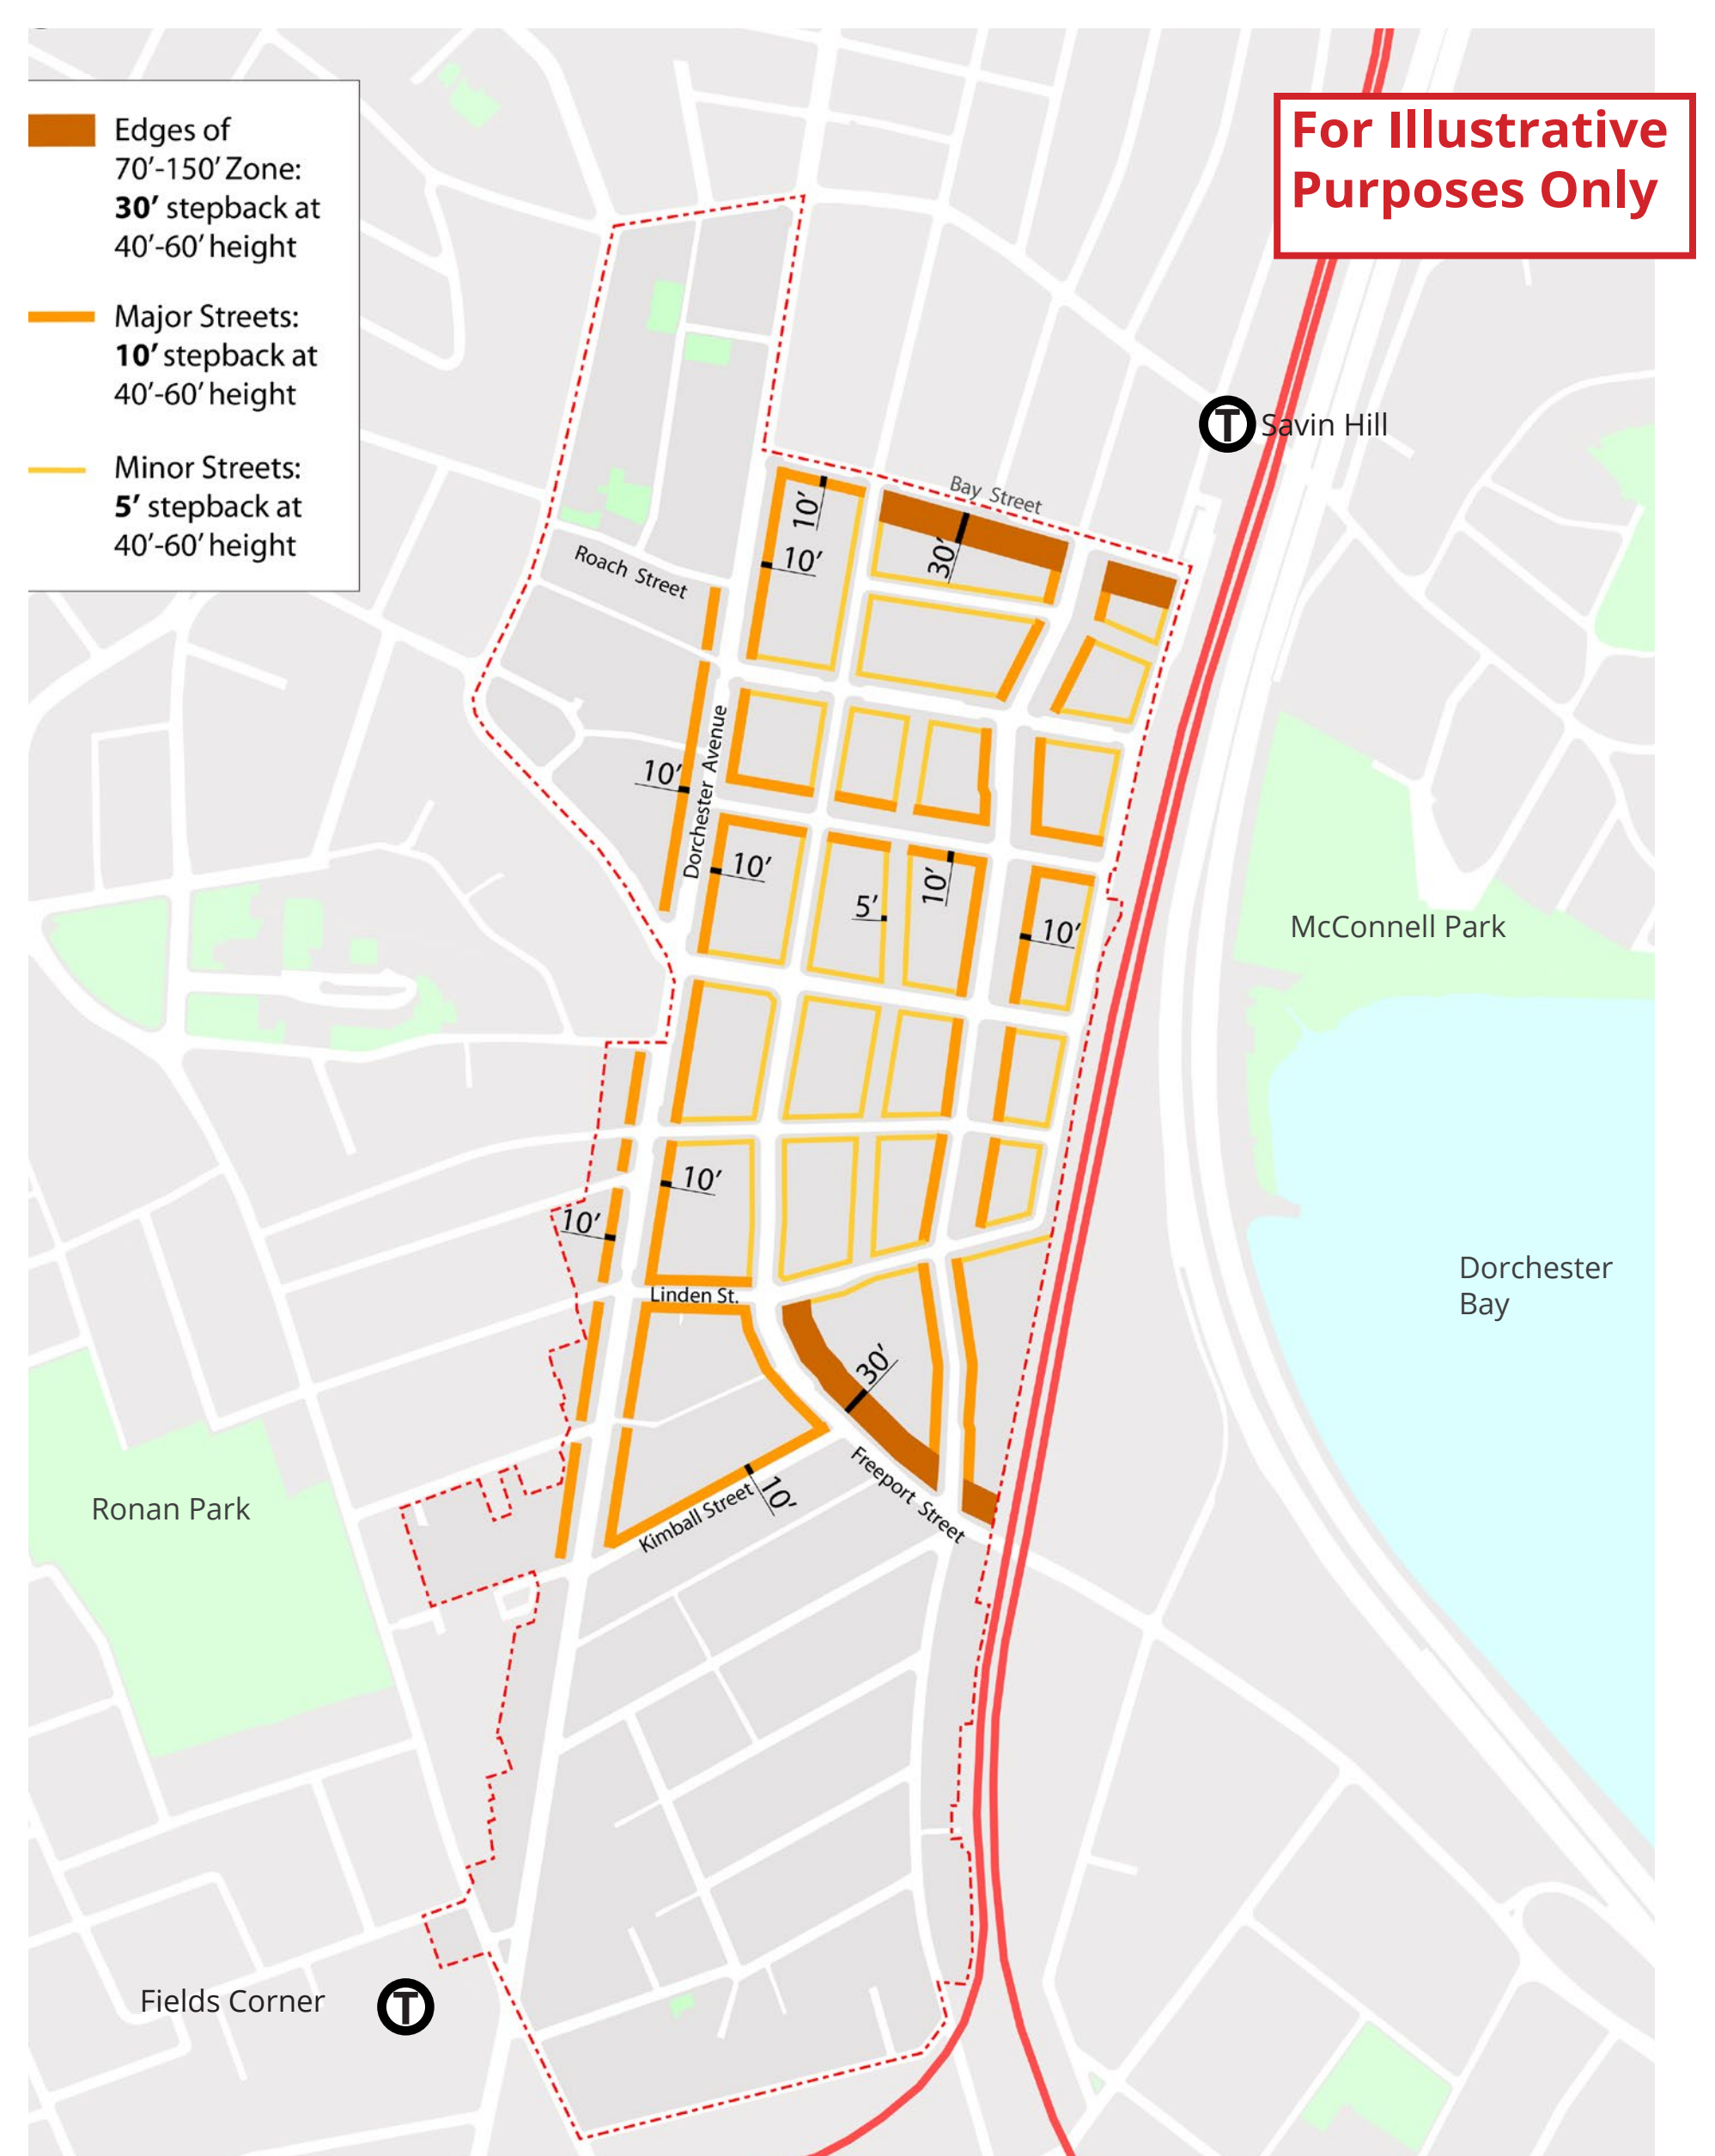 Edges of
70’-150’ Zone:
30’ stepback at
40’-60’ height
Major Streets:
10’ stepback at
40’-60’ height
Minor Streets:
5’ stepback at
40’-60’ height
For Illustrative
Purposes Only
T Savin Hill
Bay Street
10’
10’
30’
Roach Street
Dorchester Avenue
10’
10’
5’
10’
10’
McConnell Park
10’
10’
Dorchester
Bay
Linden St.
30’
Freeport Street
Kimball Street
10’
Ronan Park
Fields Corner T